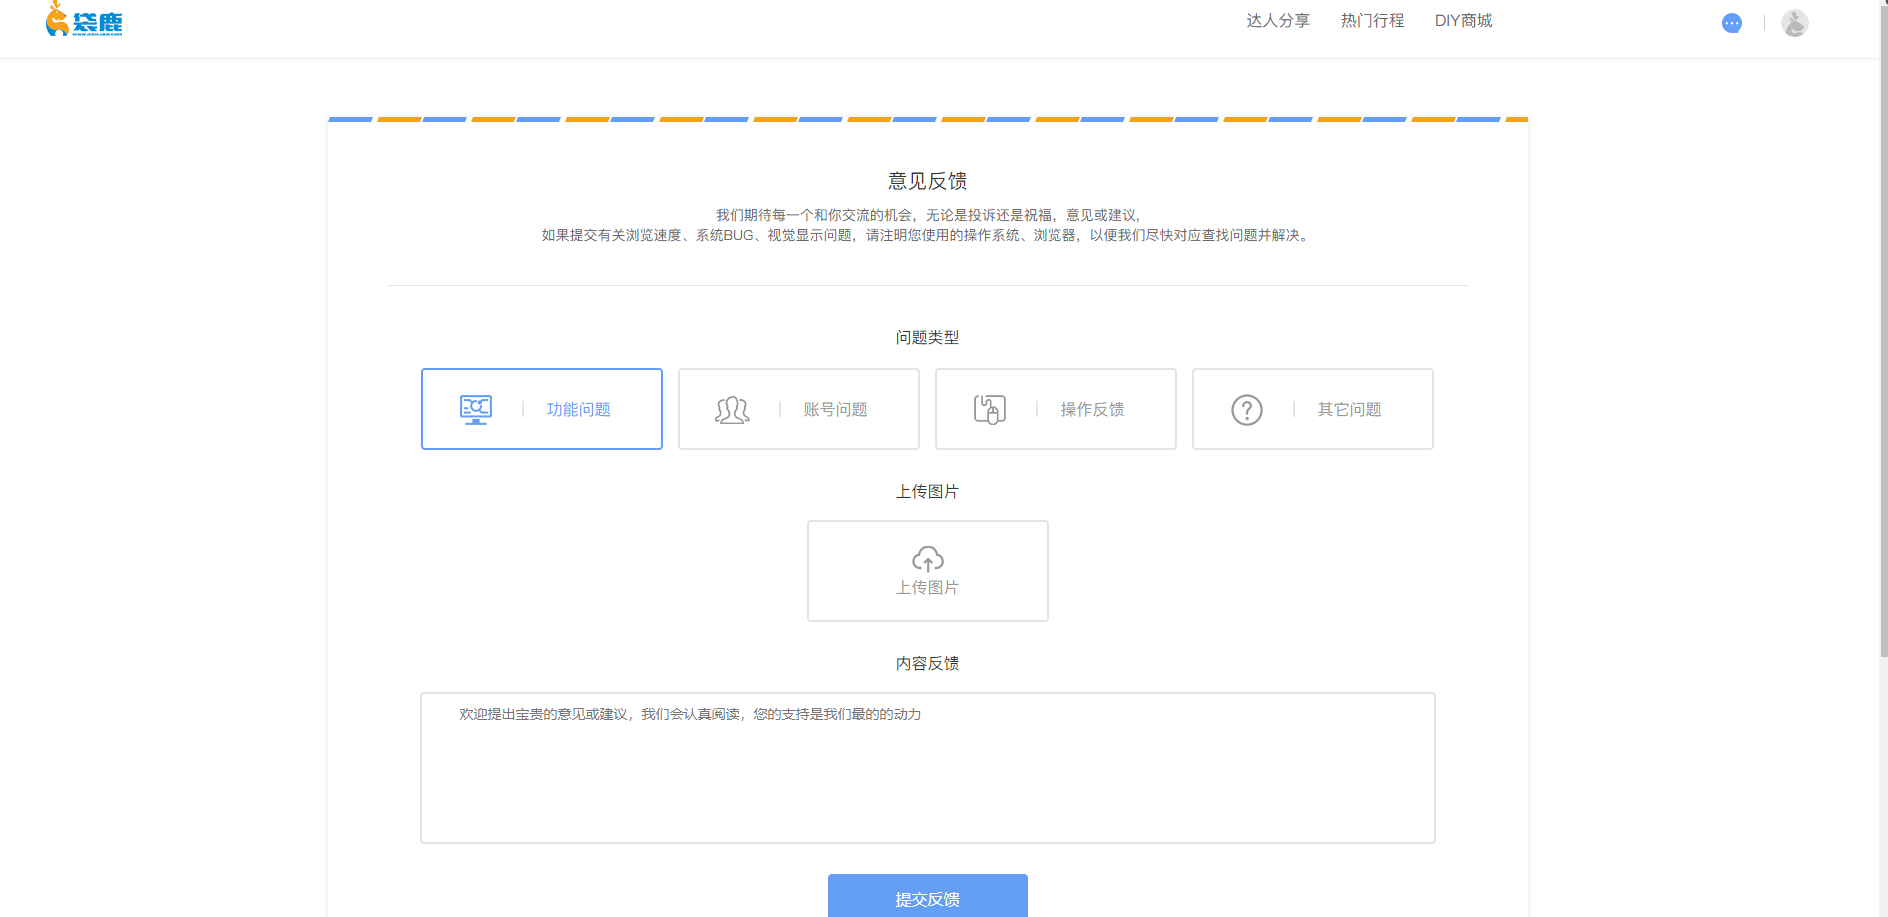 袋鹿
达人分享 热门行程 DIY商城
意见反馈
我们期待每一个和你交流的机会，无论是投诉还是祝福，意见或建议，
如果提交有关浏览速度、系统BUG、视觉显示问题，请注明您使用的操作系统、浏览器，以便我们尽快对应查找问题并解决。
问题类型
功能问题 账号问题 操作反馈 其它问题
上传图片
上传图片
内容反馈
欢迎提出宝贵的意见或建议，我们会认真阅读，您的支持是我们最的的动力
提交反馈